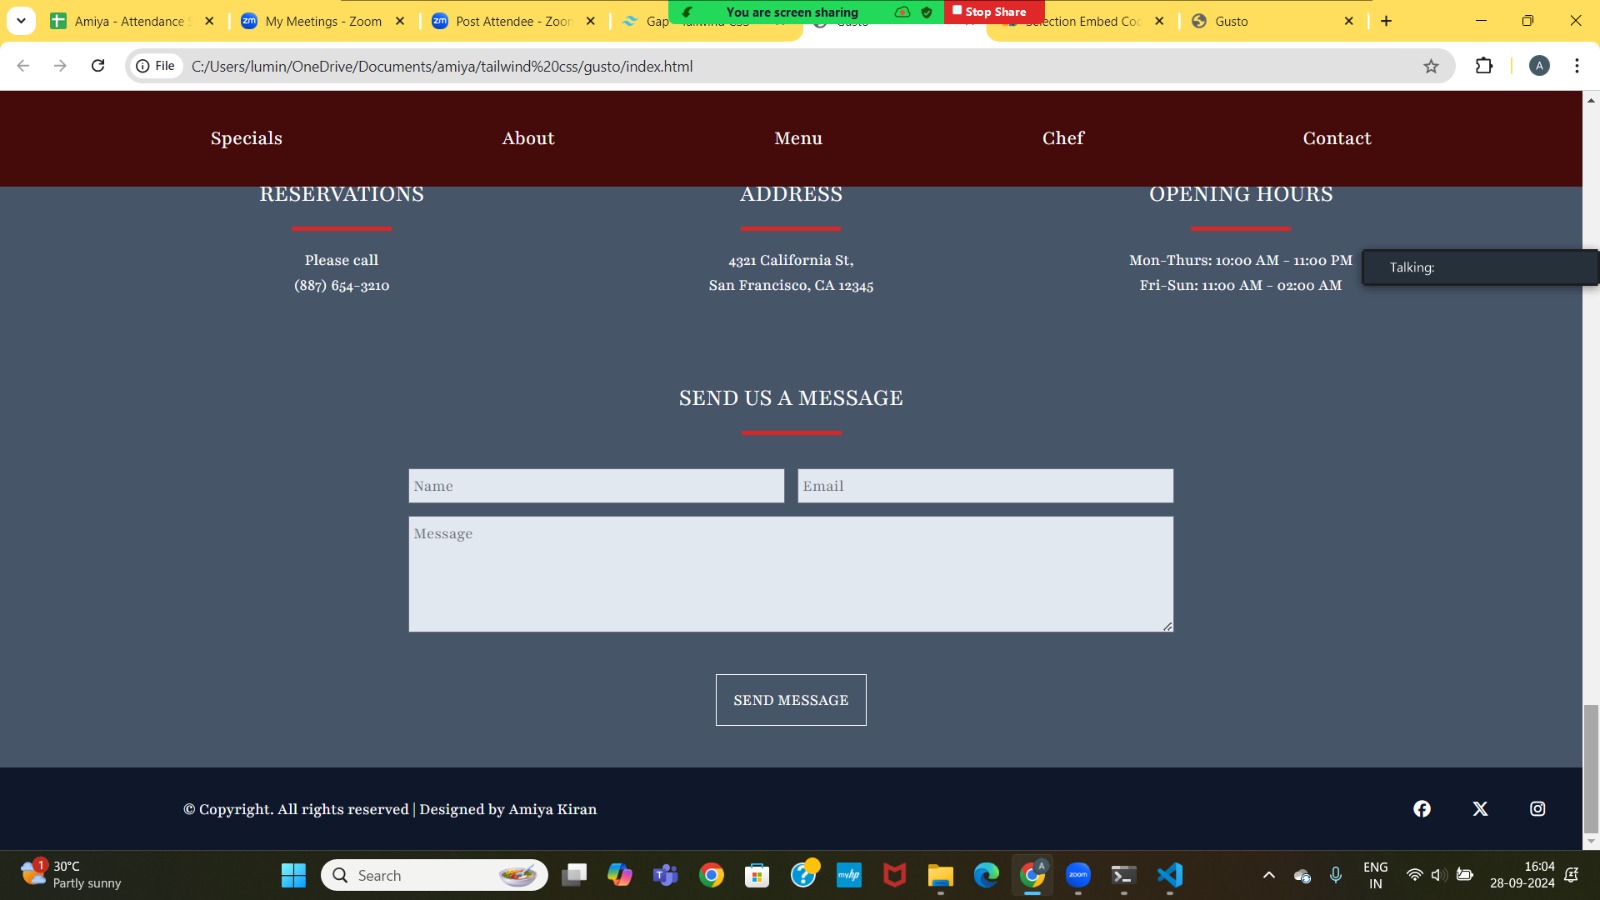 Amiya - Attendance S
My Meetings - Zoom
Post Attendee - Zoom
You are screen sharing
Stop Share
Gusto
File
C:/Users/lumin/OneDrive/Documents/amiya/tailwind%20css/gusto/index.html
A
Specials
About
Menu
Chef
Contact
RESERVATIONS
ADDRESS
OPENING HOURS
Please call
(887) 654-3210
4321 California St,
San Francisco, CA 12345
Mon-Thurs: 10:00 AM - 11:00 PM
Fri-Sun: 11:00 AM - 02:00 AM
Talking:
SEND US A MESSAGE
Name
Email
Message
SEND MESSAGE
© Copyright. All rights reserved | Designed by Amiya Kiran
1
30°C
Partly sunny
Search
myhp
zoom
ENG
IN
16:04
28-09-2024